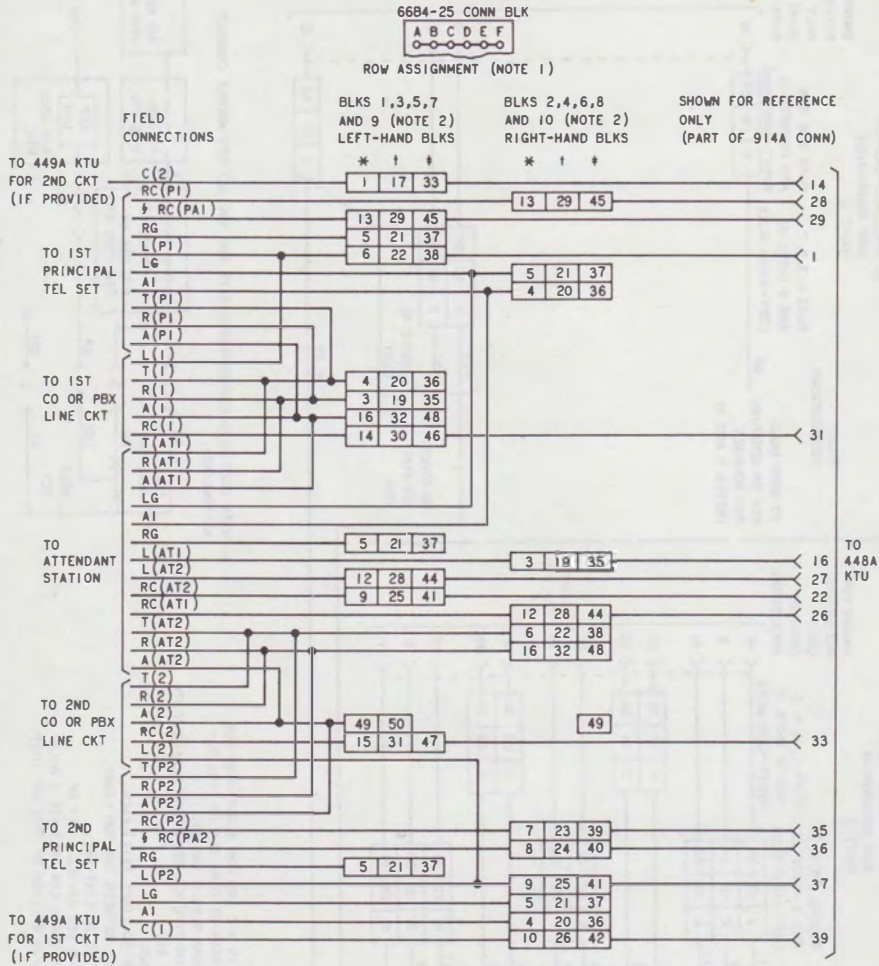 66B4-25 CONN BLK
A B C D E F
ROW ASSIGNMENT (NOTE 1)
FIELD
CONNECTIONS
BLKS 1,3,5,7
AND 9 (NOTE 2)
LEFT-HAND BLKS
BLKS 2,4,6,8
AND 10 (NOTE 2)
RIGHT-HAND BLKS
SHOWN FOR REFERENCE
ONLY
(PART OF 914A CONN)
* † ‡
* † ‡
TO 449A KTU
FOR 2ND CKT
(IF PROVIDED)
C(2)
1 17 33
14
RC(P1)
13 29 45
28
RC(PA1)
13 29 45
29
RG
5 21 37
L(P1)
6 22 38
1
TO 1ST
PRINCIPAL
TEL SET
LG
5 21 37
A1
4 20 36
T(P1)
R(P1)
A(P1)
TO 1ST
CO OR PBX
LINE CKT
L(1)
T(1)
4 20 36
R(1)
3 19 35
A(1)
16 32 48
RC(1)
14 30 46
31
T(AT1)
R(AT1)
A(AT1)
LG
A1
TO
ATTENDANT
STATION
RG
5 21 37
L(AT1)
3 19 35
16
L(AT2)
12 28 44
27
RC(AT2)
9 25 41
22
RC(AT1)
12 28 44
26
T(AT2)
6 22 38
R(AT2)
16 32 48
A(AT2)
TO
448A
KTU
TO 2ND
CO OR PBX
LINE CKT
T(2)
R(2)
A(2)
49 50
49
RC(2)
15 31 47
33
L(2)
T(P2)
R(P2)
A(P2)
TO 2ND
PRINCIPAL
TEL SET
RC(P2)
7 23 39
35
RC(PA2)
8 24 40
36
RG
5 21 37
L(P2)
9 25 41
37
LG
5 21 37
A1
4 20 36
TO 449A KTU
FOR 1ST CKT
(IF PROVIDED)
C(1)
10 26 42
39